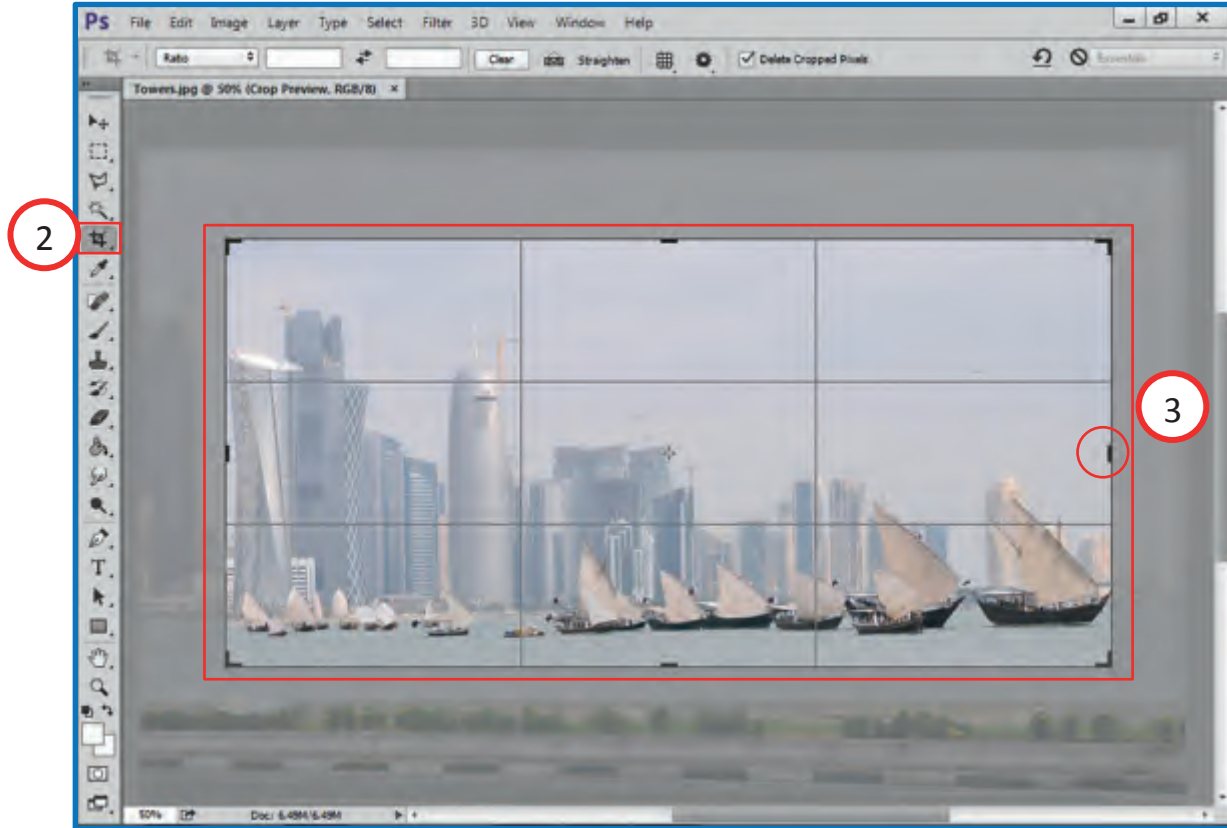 Ps File Edit Image Layer Type Select Filter 3D View Window Help
Ratio Clear Straighten Delete Cropped Pixels Essentials
Towers.jpg @ 50% (Crop Preview, RGB/8) ×
2
3
T
50% Doc: 6.49M/6.49M